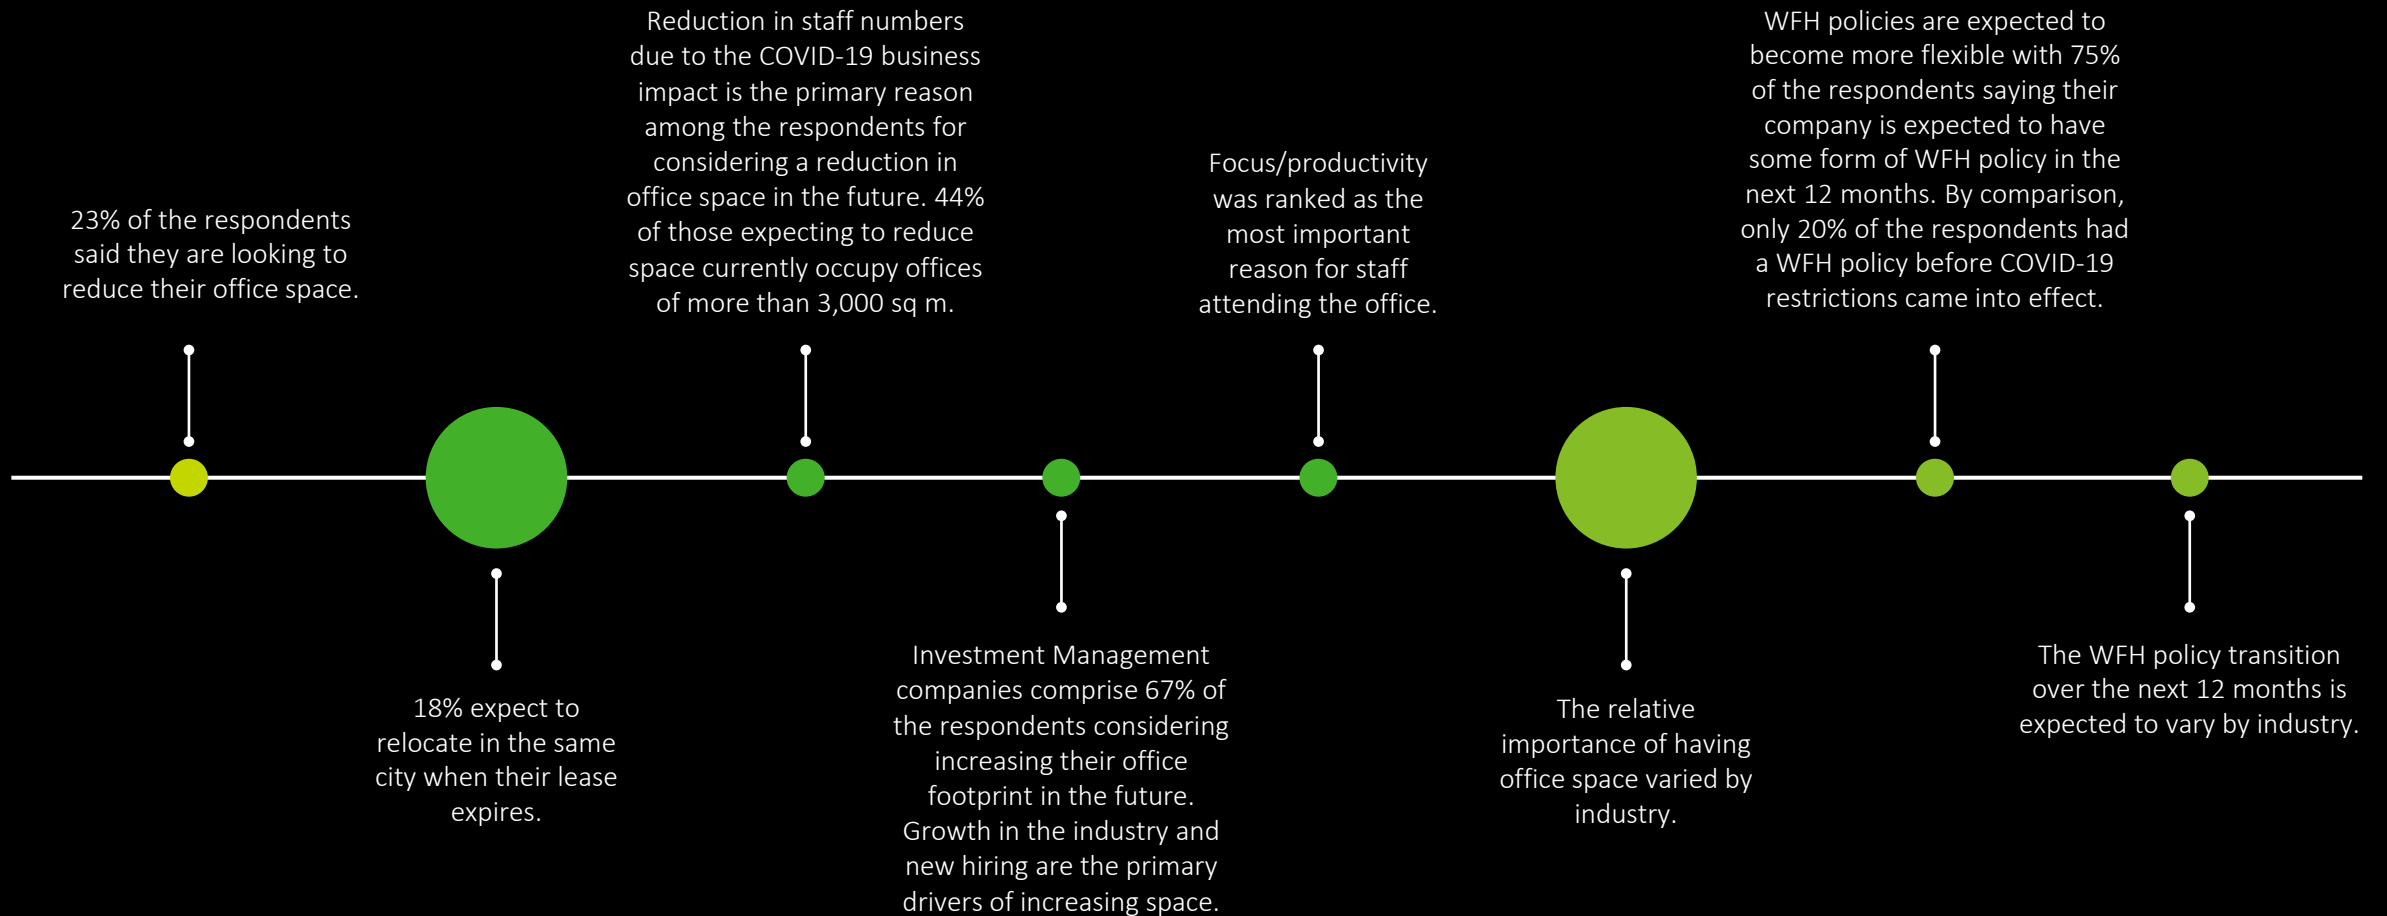 23% of the respondents
said they are looking to
reduce their office space.
18% expect to
relocate in the same
city when their lease
expires.
Reduction in staff numbers
due to the COVID-19 business
impact is the primary reason
among the respondents for
considering a reduction in
office space in the future. 44%
of those expecting to reduce
space currently occupy offices
of more than 3,000 sq m.
Investment Management
companies comprise 67% of
the respondents considering
increasing their office
footprint in the future.
Growth in the industry and
new hiring are the primary
drivers of increasing space.
Focus/productivity
was ranked as the
most important
reason for staff
attending the office.
The relative
importance of having
office space varied by
industry.
WFH policies are expected to
become more flexible with 75%
of the respondents saying their
company is expected to have
some form of WFH policy in the
next 12 months. By comparison,
only 20% of the respondents had
a WFH policy before COVID-19
restrictions came into effect.
The WFH policy transition
over the next 12 months is
expected to vary by industry.